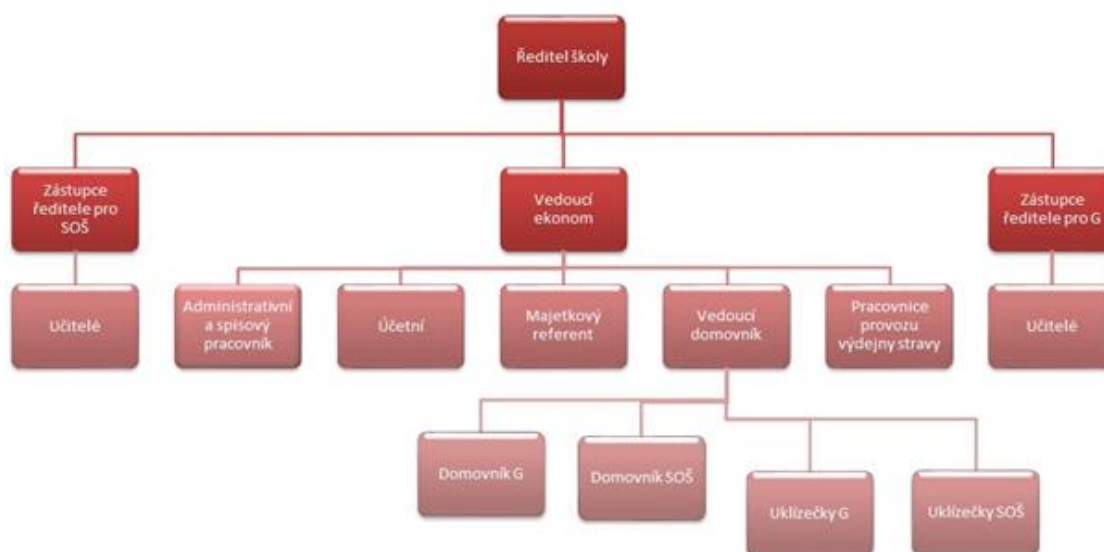 Ředitel školy
Zástupce
ředitele pro
SOŠ
Vedoucí
ekonom
Zástupce
ředitele pro G
Učitelé
Administrativní
a spisový
pracovník
Účetní
Majetkový
referent
Vedoucí
domovník
Pracovnice
provozu
výdejny stravy
Učitelé
Domovník G
Domovník SOŠ
Uklízečky G
Uklízečky SOŠ